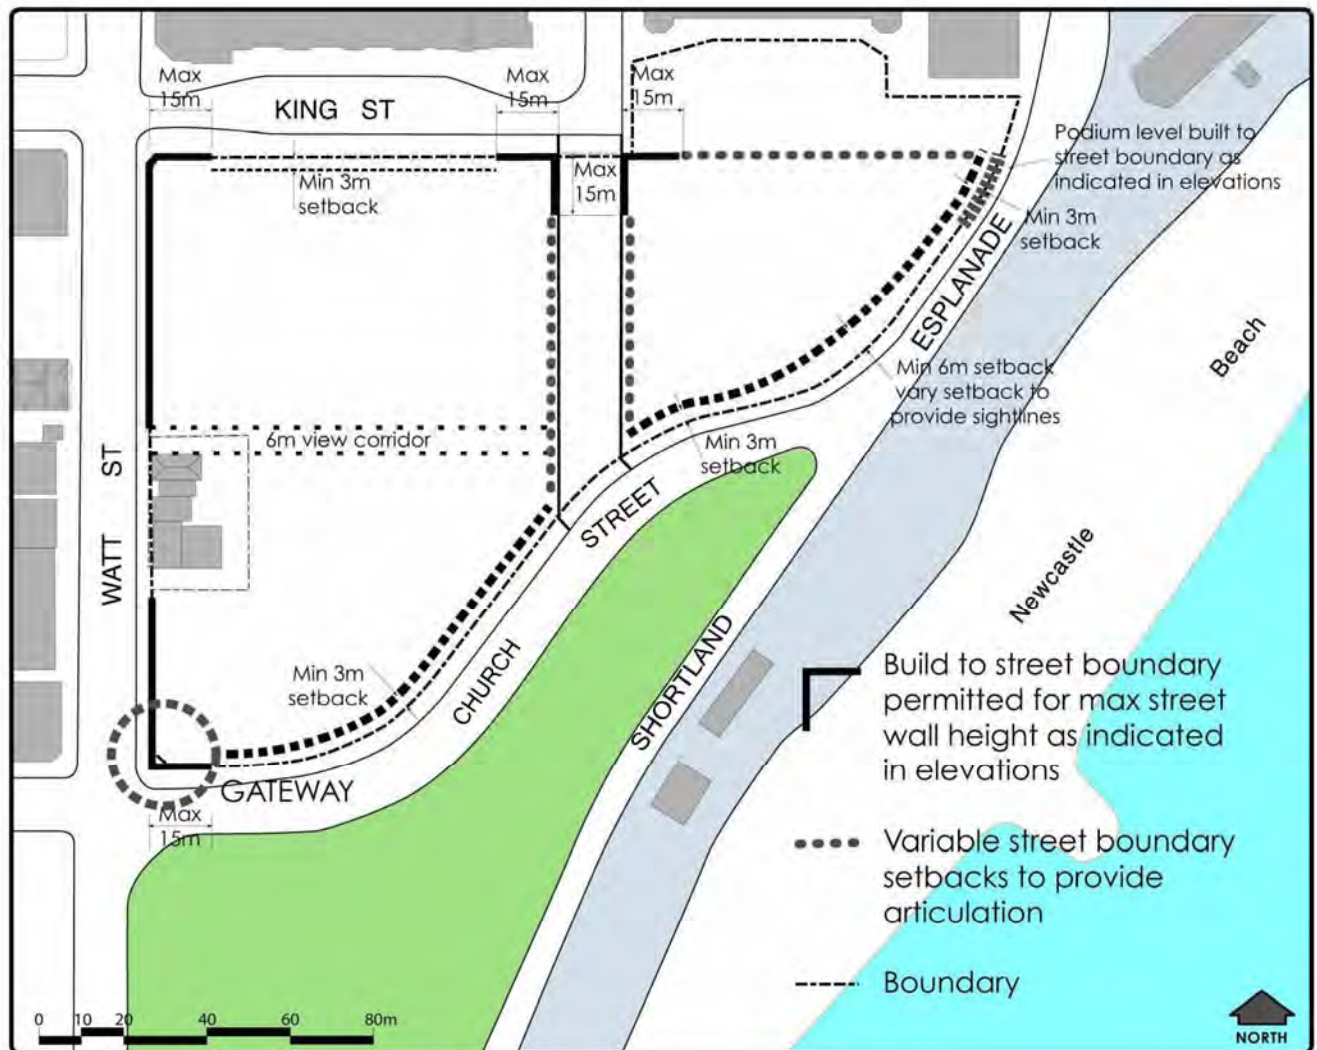 Max
15m
Max
15m
Max
15m
KING ST
Podium level built to
street boundary as
indicated in elevations
Min 3m
setback
Max
15m
Min 3m
setback
ESPLANADE
Min 6m setback
vary setback to
provide sightlines
Beach
6m view corridor
Min 3m
setback
WATT ST
STREET
Newcastle
CHURCH
SHORTLAND
Min 3m
setback
GATEWAY
Max
15m
Build to street boundary
permitted for max street
wall height as indicated
in elevations
Variable street boundary
setbacks to provide
articulation
Boundary
0 10 20 40 60 80m
NORTH